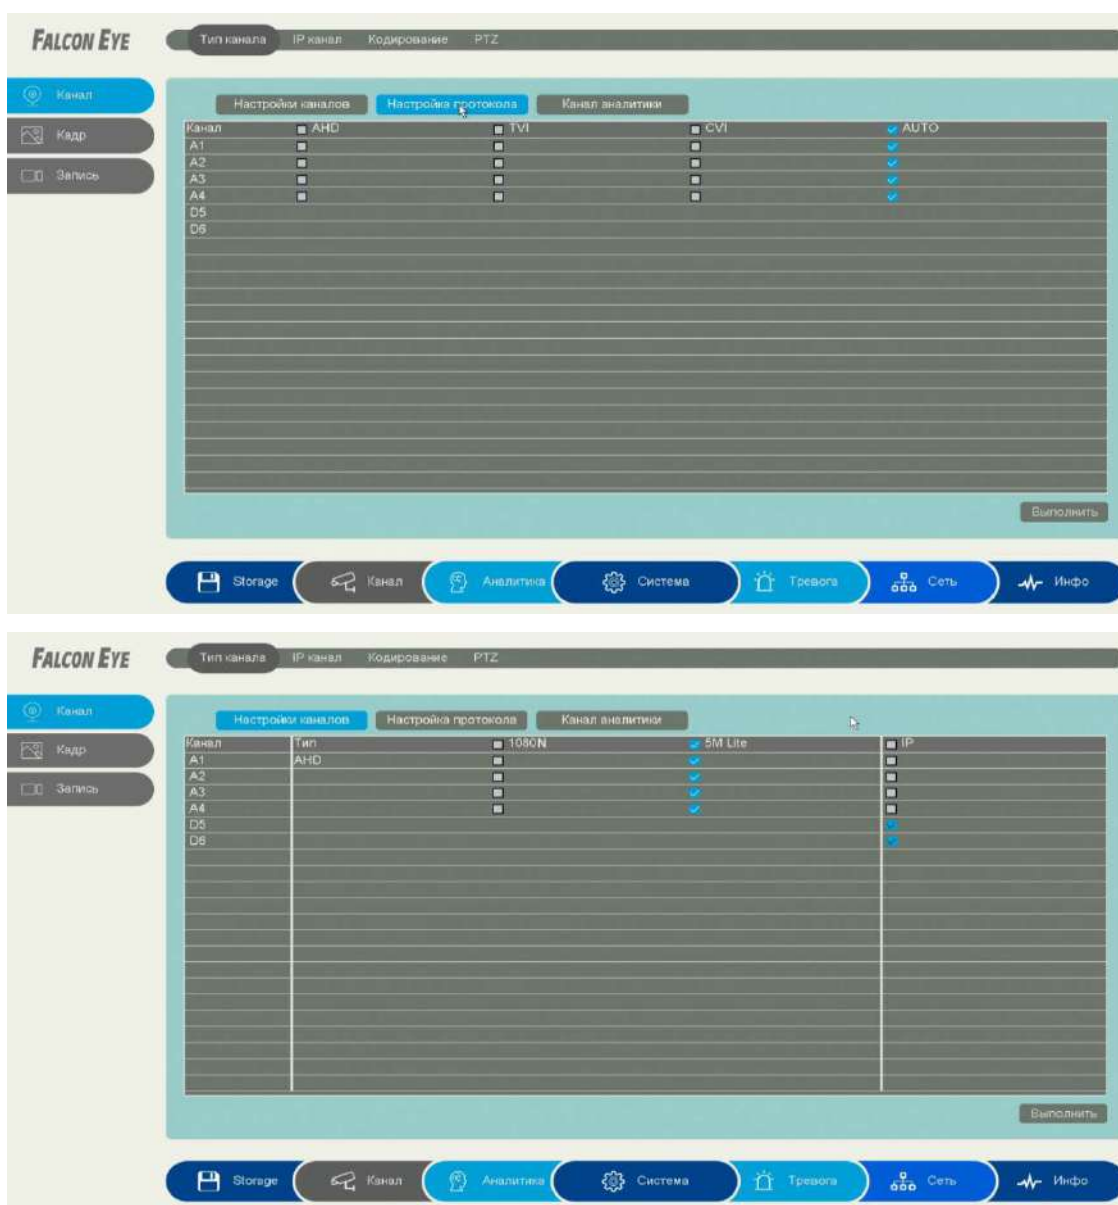 FALCON EYE Тип канала IP канал Кодирование PTZ
Канал
Кадр
Запись
Настройки каналов Настройка протокола Канал аналитики
Канал AHD TVI CVI AUTO
A1
A2
A3
A4
D5
D6
Выполнить
Storage Канал Аналитика Система Тревога Сеть Инфо
FALCON EYE Тип канала IP канал Кодирование PTZ
Канал
Кадр
Запись
Настройки каналов Настройка протокола Канал аналитики
Канал Тип 1080N 5M Lite IP
A1 AHD
A2
A3
A4
D5
D6
Выполнить
Storage Канал Аналитика Система Тревога Сеть Инфо